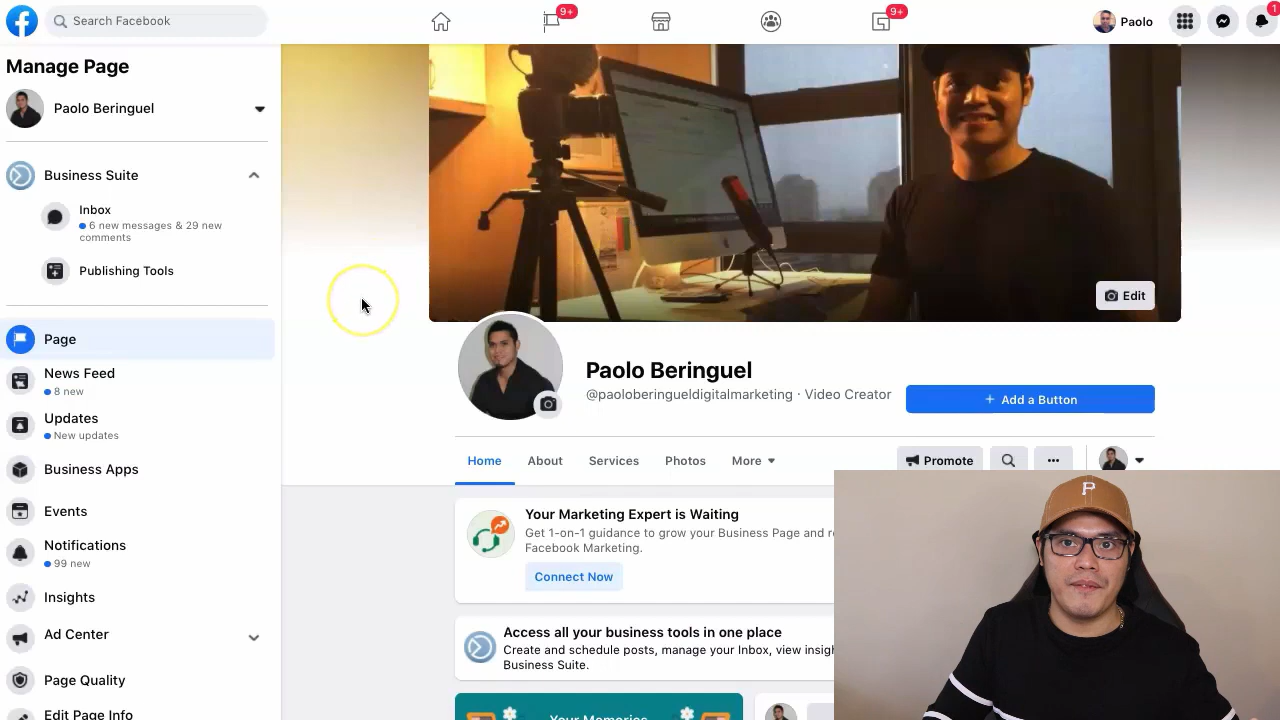 Search Facebook
9+
9+
Paolo
1
Manage Page
Paolo Beringuel
Business Suite
Inbox
6 new messages & 29 new
comments
Publishing Tools
Page
News Feed
8 new
Updates
New updates
Business Apps
Events
Notifications
99 new
Insights
Ad Center
Page Quality
Edit Page Info
Edit
Paolo Beringuel
@paoloberingueldigitalmarketing · Video Creator
+ Add a Button
Home
About
Services
Photos
More
Promote
Your Marketing Expert is Waiting
Get 1-on-1 guidance to grow your Business Page and re
Facebook Marketing.
Connect Now
Access all your business tools in one place
Create and schedule posts, manage your Inbox, view insigh
Business Suite.
Your Memories
P